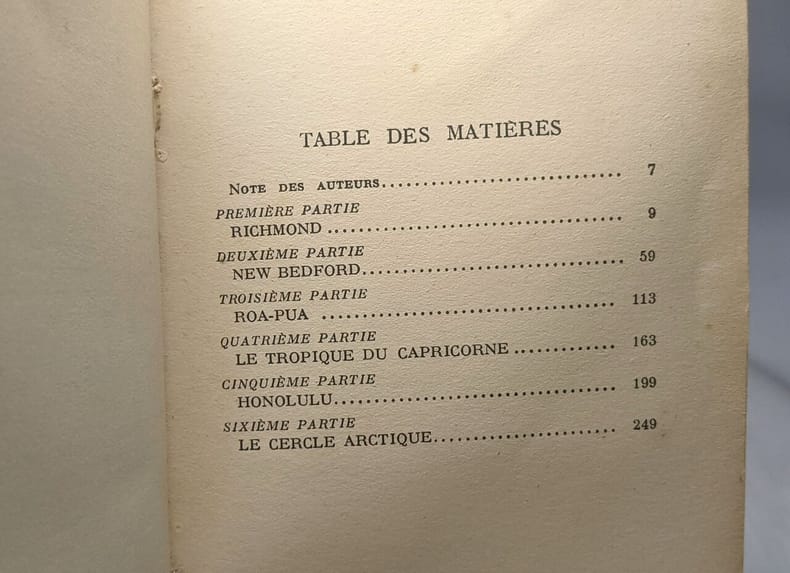 TABLE DES MATIÈRES
NOTE DES AUTEURS.............................. 7
PREMIÈRE PARTIE
RICHMOND .................................... 9
DEUXIÈME PARTIE
NEW BEDFORD................................. 59
TROISIÈME PARTIE
ROA-PUA .................................... 113
QUATRIÈME PARTIE
LE TROPIQUE DU CAPRICORNE ............. 163
CINQUIÈME PARTIE
HONOLULU................................... 199
SIXIÈME PARTIE
LE CERCLE ARCTIQUE....................... 249